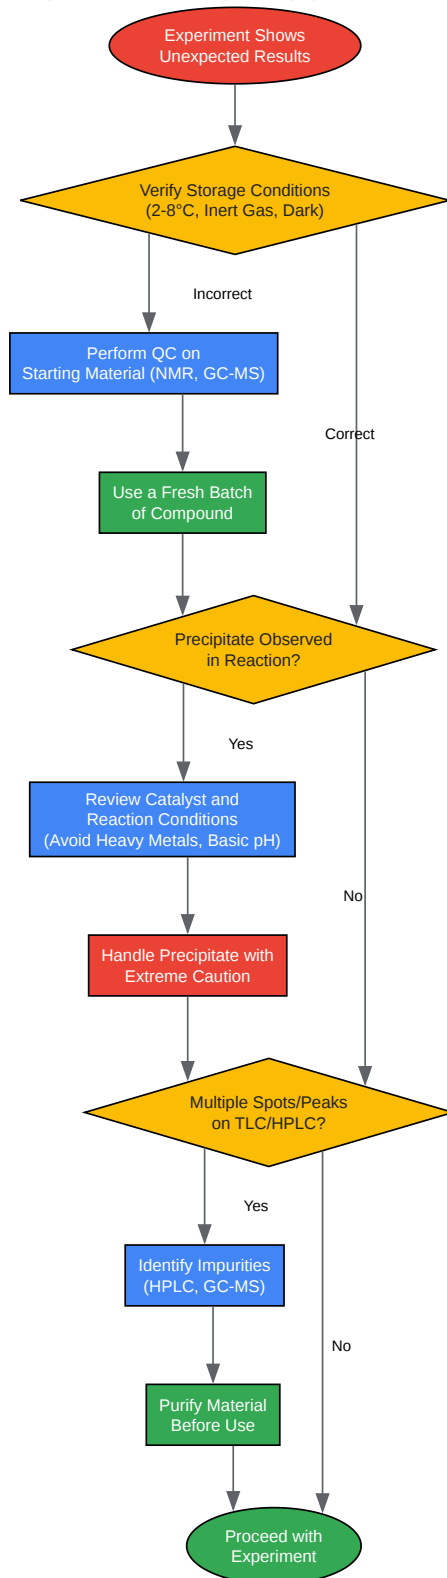 Experiment Shows
Unexpected Results
Verify Storage Conditions
(2-8°C, Inert Gas, Dark)
Incorrect
Perform QC on
Starting Material (NMR, GC-MS)
Correct
Use a Fresh Batch
of Compound
Precipitate Observed
in Reaction?
Yes
Review Catalyst and
Reaction Conditions
(Avoid Heavy Metals, Basic pH)
No
Handle Precipitate with
Extreme Caution
Multiple Spots/Peaks
on TLC/HPLC?
Yes
Identify Impurities
(HPLC, GC-MS)
No
Purify Material
Before Use
Proceed with
Experiment